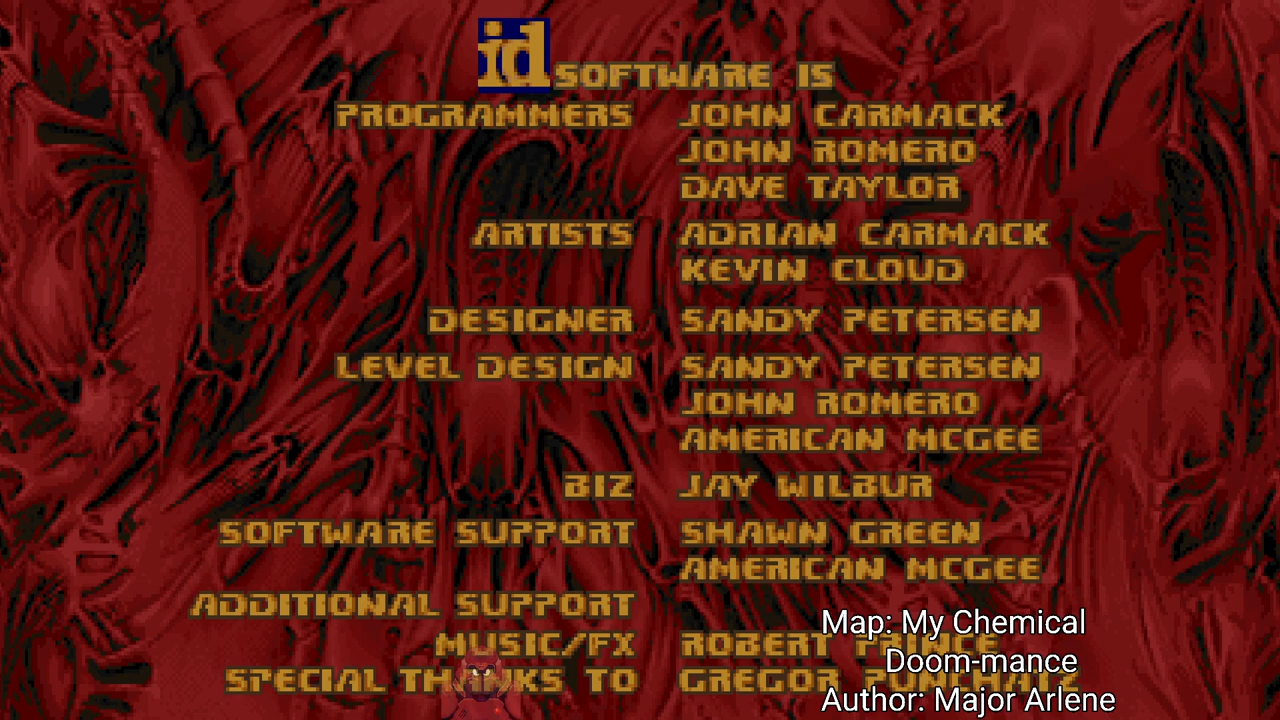 id SOFTWARE IS
PROGRAMMERS JOHN CARMACK
JOHN ROMERO
DAVE TAYLOR
ARTISTS ADRIAN CARMACK
KEVIN CLOUD
DESIGNER SANDY PETERSEN
LEVEL DESIGN SANDY PETERSEN
JOHN ROMERO
AMERICAN MCGEE
BIZ JAY WILBUR
SOFTWARE SUPPORT SHAWN GREEN
AMERICAN MCGEE
ADDITIONAL SUPPORT
MUSIC/FX ROBERT PRINCE
SPECIAL TO GREGOR
Map: My Chemical
Doom-mance
Author: Major Arlene